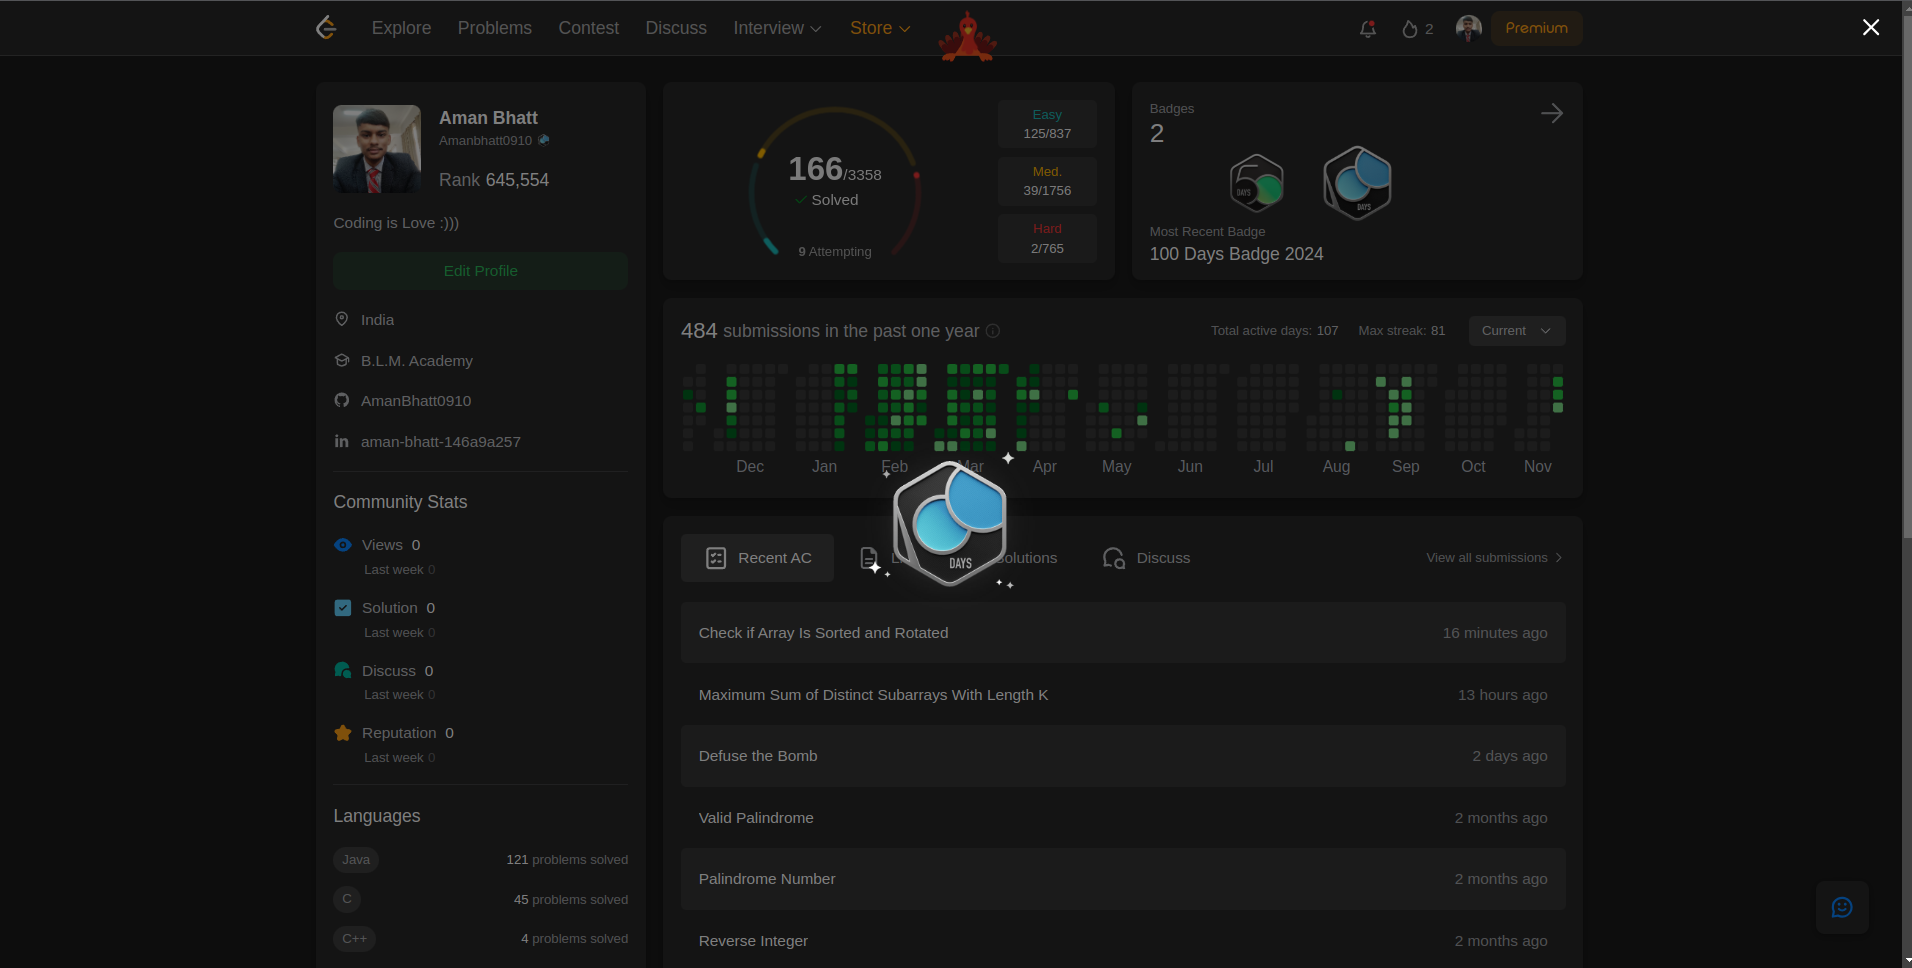 Explore Problems Contest Discuss Interview Store 2 Premium
Aman Bhatt
Amanbhatt0910
Rank 645,554
Coding is Love :)))
Edit Profile
India
B.L.M. Academy
AmanBhatt0910
aman-bhatt-146a9a257
Community Stats
Views 0
Last week 0
Solution 0
Last week 0
Discuss 0
Last week 0
Reputation 0
Last week 0
Languages
Java 121 problems solved
C 45 problems solved
C++ 4 problems solved
166/3358
Solved
9 Attempting
Easy
125/837
Med.
39/1756
Hard
2/765
Badges
2
DAYS
DAYS
Most Recent Badge
100 Days Badge 2024
484 submissions in the past one year Total active days: 107 Max streak: 81 Current
Dec Jan Feb Mar Apr May Jun Jul Aug Sep Oct Nov
DAYS
Recent AC Solutions Discuss View all submissions
Check if Array Is Sorted and Rotated 16 minutes ago
Maximum Sum of Distinct Subarrays With Length K 13 hours ago
Defuse the Bomb 2 days ago
Valid Palindrome 2 months ago
Palindrome Number 2 months ago
Reverse Integer 2 months ago